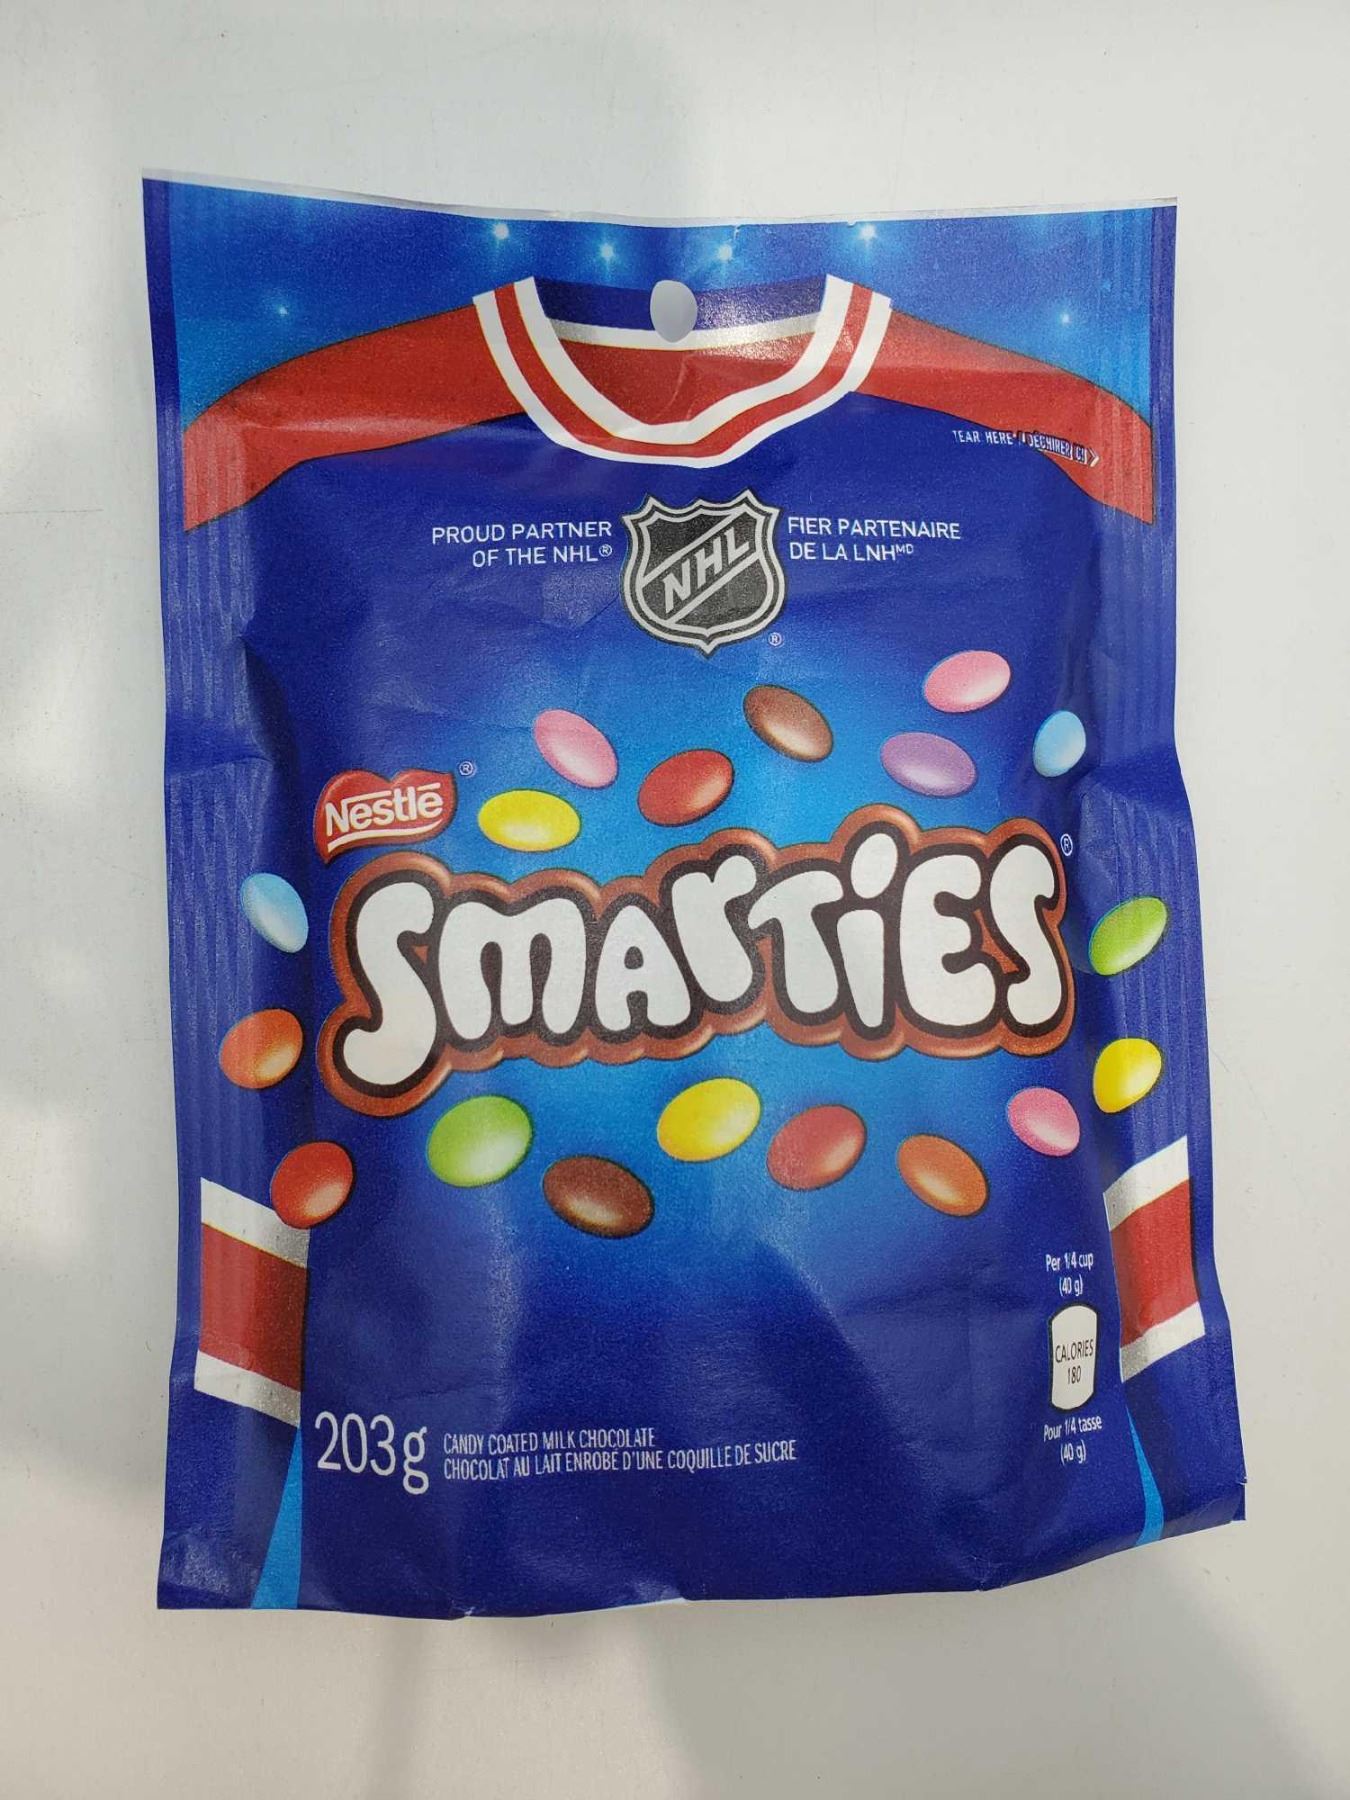 TEAR HERE / DÉCHIRER ICI >
PROUD PARTNER
OF THE NHL®
NHL
®
FIER PARTENAIRE
DE LA LNHMD
Nestlé ®
SMARTIES ®
Per 1/4 cup
(40 g)
CALORIES
180
Pour 1/4 tasse
(40 g)
203g
CANDY COATED MILK CHOCOLATE
CHOCOLAT AU LAIT ENROBÉ D'UNE COQUILLE DE SUCRE